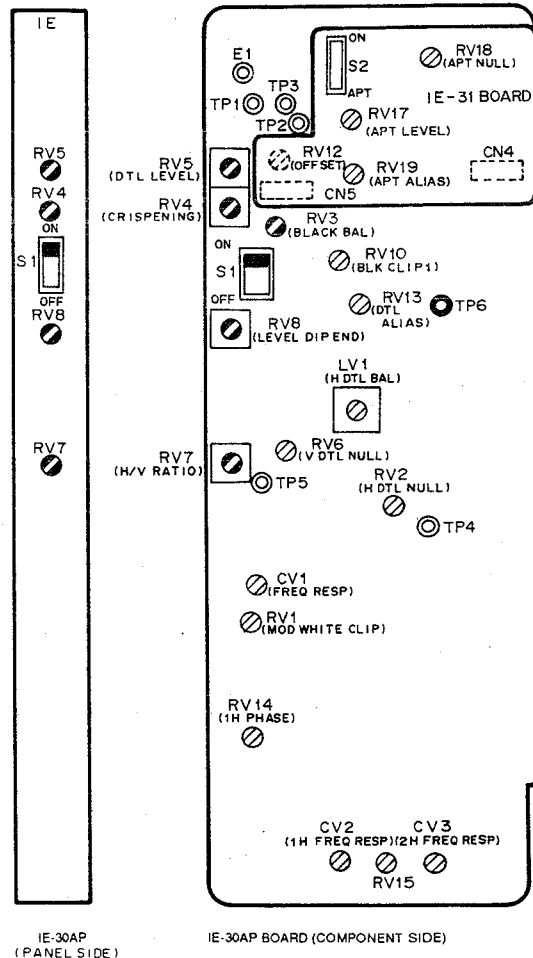 IE
RV5
RV4
ON
S1
OFF
RV8
RV7
IE-30AP
(PANEL SIDE)
E1
TP3
TP1
TP2
ON
S2
APT
RV18
(APT NULL)
IE-31 BOARD
RV17
(APT LEVEL)
RV12
(OFF SET)
RV19
(APT ALIAS)
CN4
CN5
RV5
(DTL LEVEL)
RV4
(CRISPENING)
RV3
(BLACK BAL)
ON
S1
OFF
RV10
(BLK CLIP1)
RV13
(DTL
ALIAS)
TP6
RV8
(LEVEL DIP END)
LV1
(H DTL BAL)
RV7
(H/V RATIO)
RV6
(V DTL NULL)
TP5
RV2
(H DTL NULL)
TP4
CV1
(FREQ RESP)
RV1
(MOD WHITE CLIP)
RV14
(1H PHASE)
CV2
(1H FREQ RESP)
CV3
(2H FREQ RESP)
RV15
IE-30AP BOARD (COMPONENT SIDE)